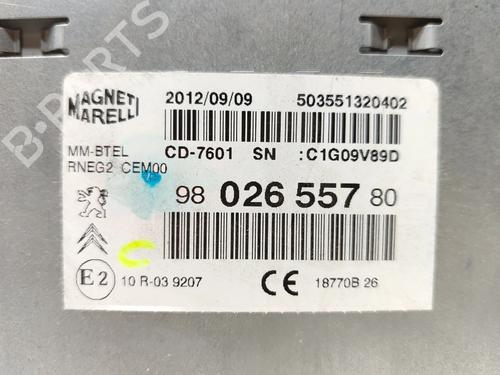 B-PARTS
MAGNETI MARELLI
2012/09/09 503551320402
MM-BTEL CD-7601 SN :C1G09V89D
RNEG2 CEM00
98 026 557 80
E2 10 R-03 9207 CE 18770B 26